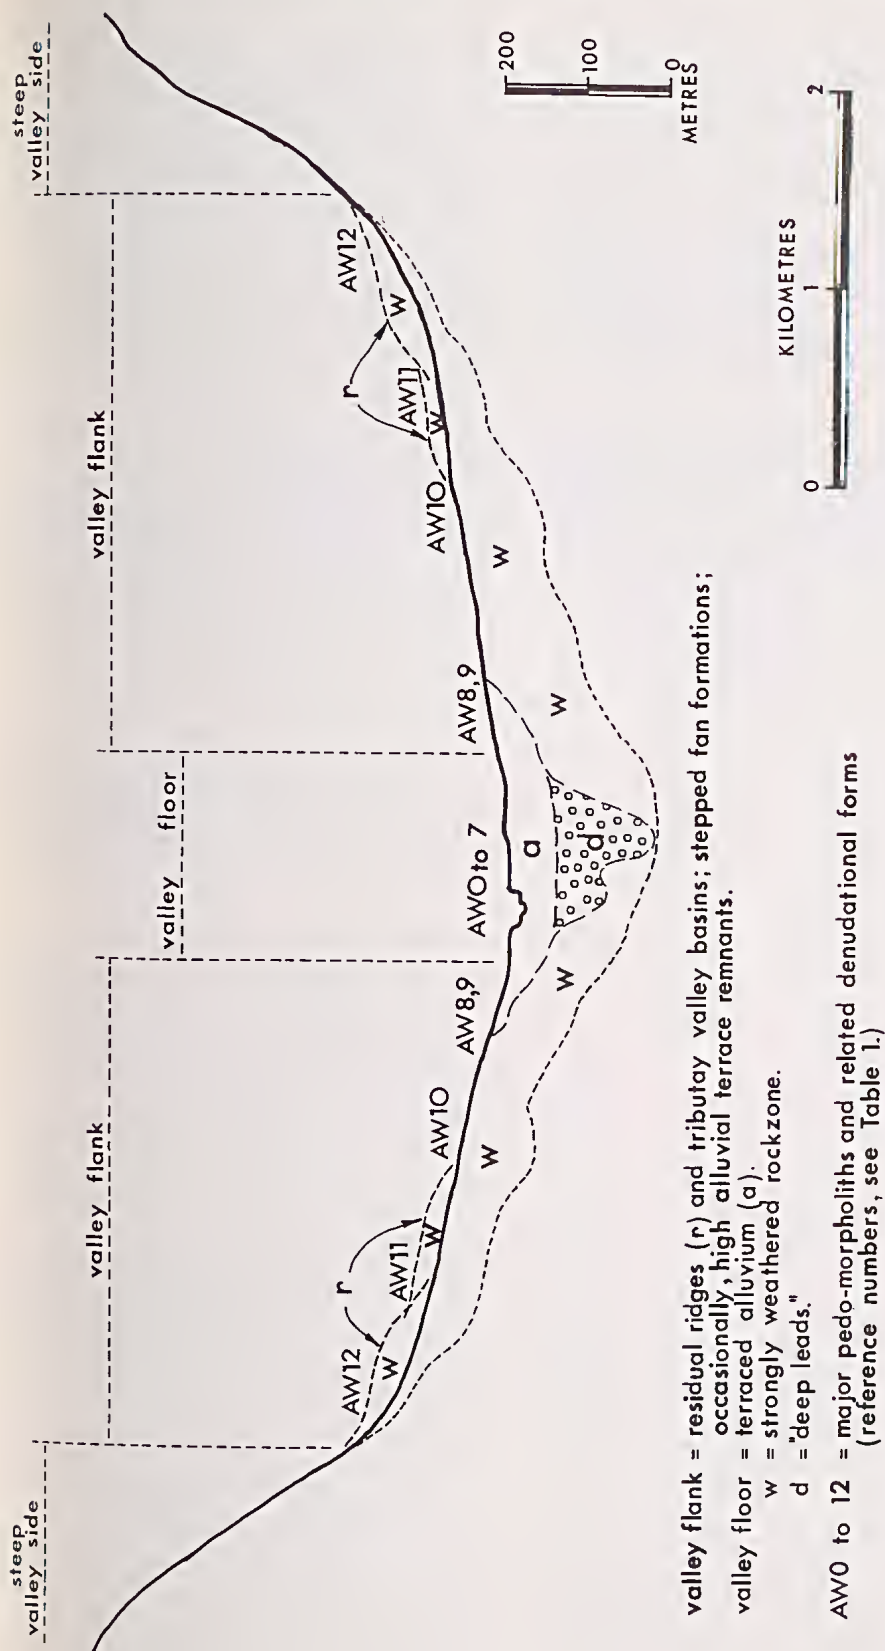 steep
valley side
valley flank
valley floor
valley flank
steep
valley side
AW12
r
AW11
AW10
AW8,9
AW0 to 7
AW8,9
AW10
AW11
r
AW12
w
w
w
w
a
d
w
w
w
w
200
100
0
METRES
KILOMETRES
0
1
2
valley flank = residual ridges (r) and tributay valley basins; stepped fan formations;
occasionally, high alluvial terrace remnants.
valley floor = terraced alluvium (a).
w = strongly weathered rockzone.
d = "deep leads."
AW0 to 12 = major pedo-morpholiths and related denudational forms
(reference numbers, see Table 1.)